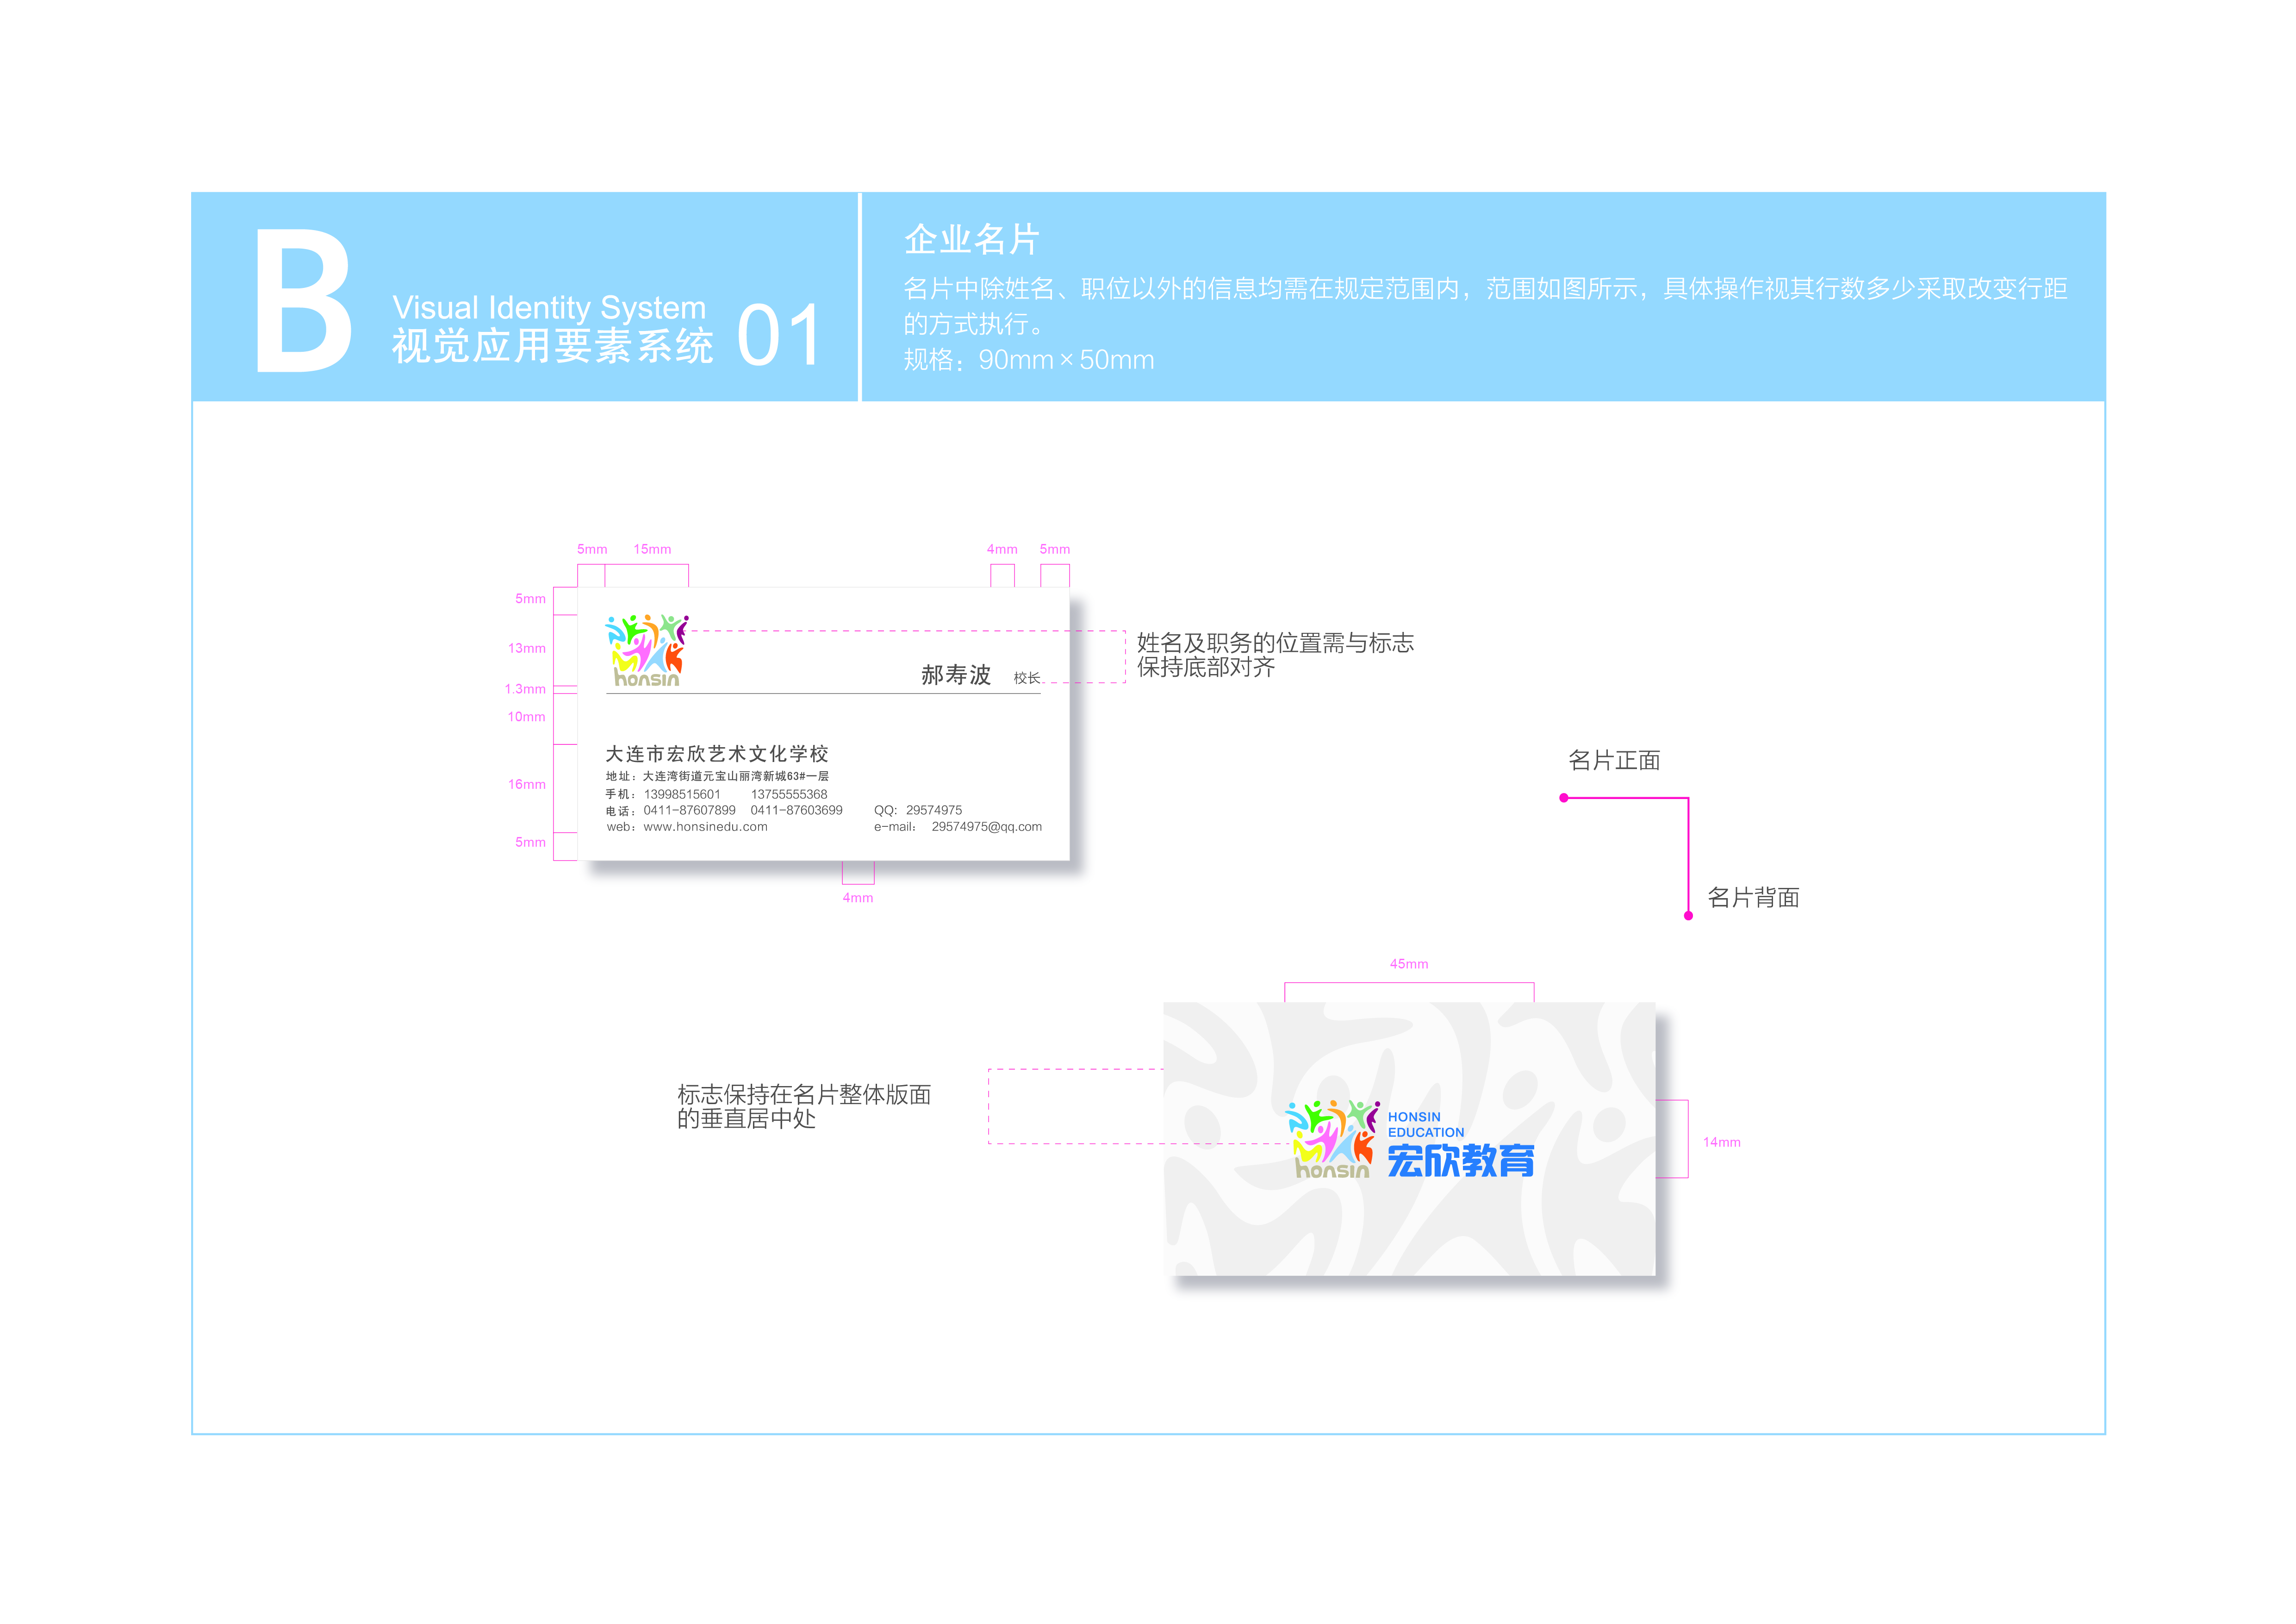 B
Visual Identity System
视觉应用要素系统 01
企业名片
名片中除姓名、职位以外的信息均需在规定范围内，范围如图所示，具体操作视其行数多少采取改变行距
的方式执行。
规格：90mm×50mm
5mm 15mm 4mm 5mm
5mm
13mm
1.3mm
10mm
16mm
5mm
honsin
郝寿波 校长
姓名及职务的位置需与标志
保持底部对齐
大连市宏欣艺术文化学校
地址：大连湾街道元宝山丽湾新城63#一层
手机：13998515601 13755555368
电话：0411-87607899 0411-87603699 QQ：29574975
web：www.honsinedu.com e-mail： 29574975@qq.com
4mm
名片正面
名片背面
45mm
标志保持在名片整体版面
的垂直居中处
honsin
HONSIN
EDUCATION
宏欣教育
14mm